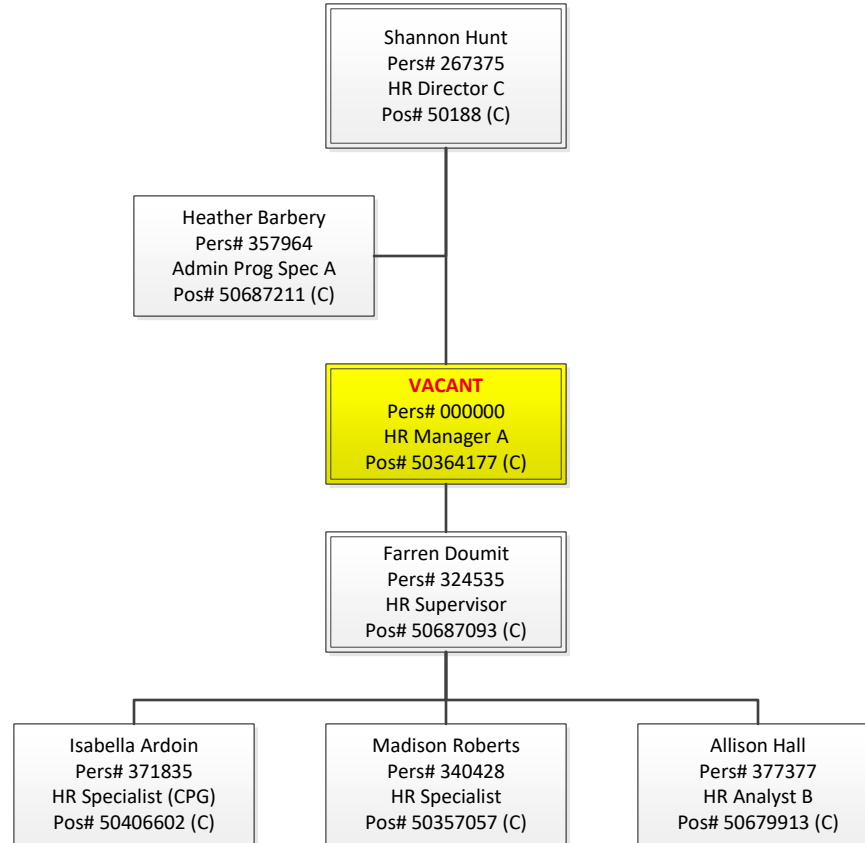 Shannon Hunt
Pers# 267375
HR Director C
Pos# 50188 (C)
Heather Barbery
Pers# 357964
Admin Prog Spec A
Pos# 50687211 (C)
VACANT
Pers# 000000
HR Manager A
Pos# 50364177 (C)
Farren Doumit
Pers# 324535
HR Supervisor
Pos# 50687093 (C)
Isabella Ardoin
Pers# 371835
HR Specialist (CPG)
Pos# 50406602 (C)
Madison Roberts
Pers# 340428
HR Specialist
Pos# 50357057 (C)
Allison Hall
Pers# 377377
HR Analyst B
Pos# 50679913 (C)